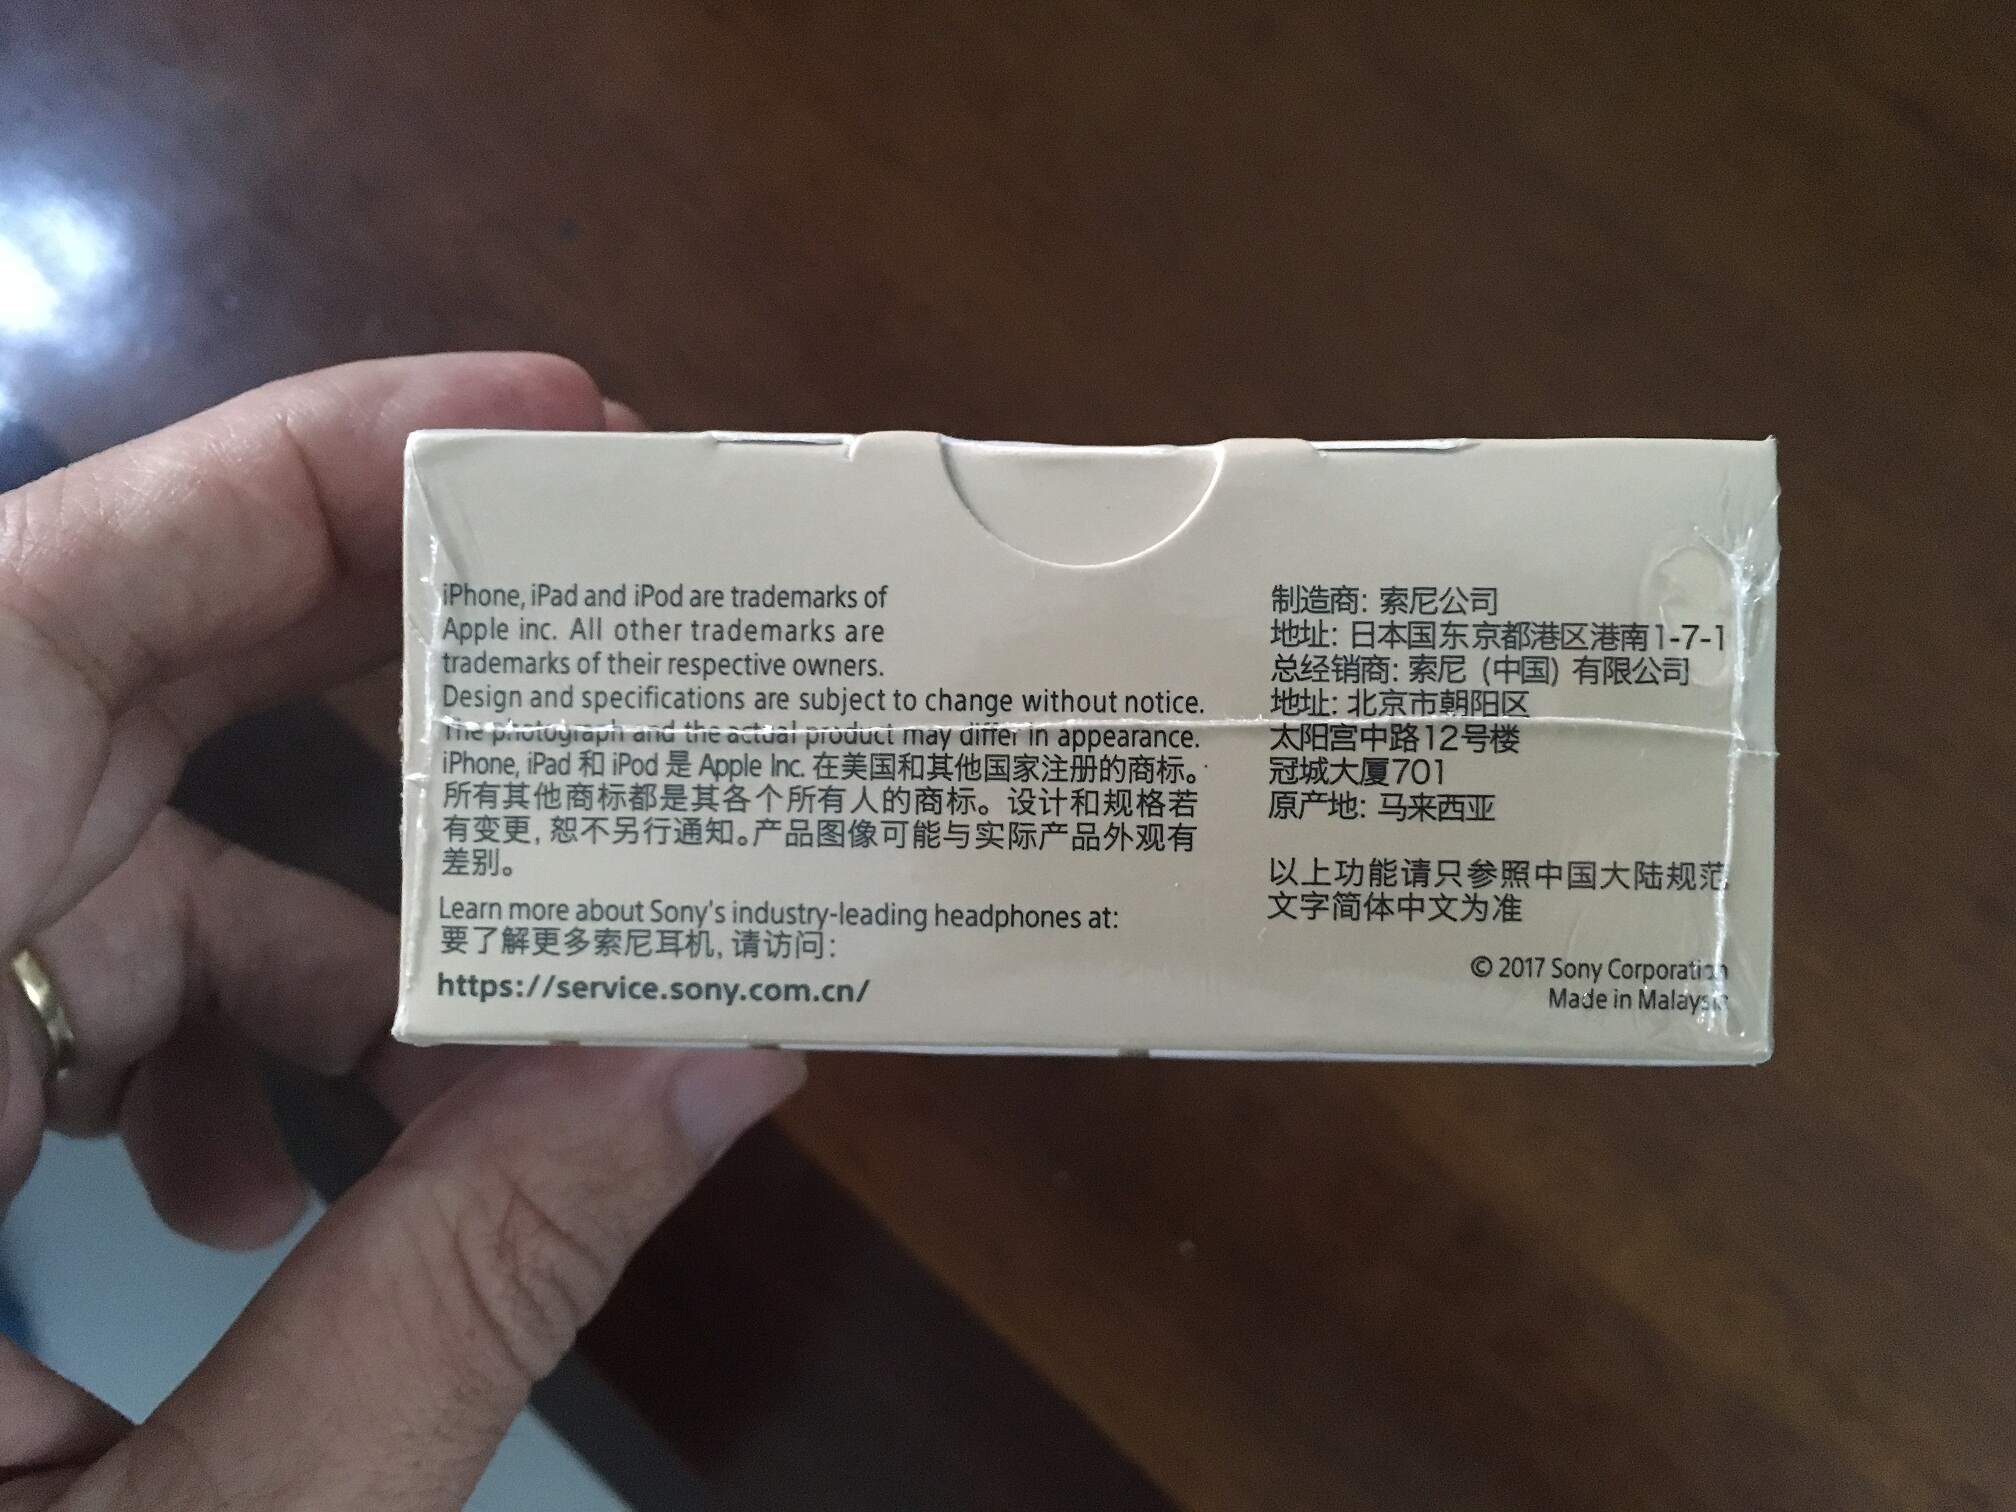 iPhone, iPad and iPod are trademarks of
Apple inc. All other trademarks are
trademarks of their respective owners.
Design and specifications are subject to change without notice.
The photograph and the actual product may differ in appearance.
iPhone, iPad 和 iPod 是 Apple Inc. 在美国和其他国家注册的商标。
所有其他商标都是其各个所有人的商标。设计和规格若
有变更, 恕不另行通知。产品图像可能与实际产品外观有
差别。
Learn more about Sony's industry-leading headphones at:
要了解更多索尼耳机, 请访问:
https://service.sony.com.cn/
制造商: 索尼公司
地址: 日本国东京都港区港南1-7-1
总经销商: 索尼 (中国) 有限公司
地址: 北京市朝阳区
太阳宫中路12号楼
冠城大厦701
原产地: 马来西亚
以上功能请只参照中国大陆规范
文字简体中文为准
© 2017 Sony Corporation
Made in Malaysia